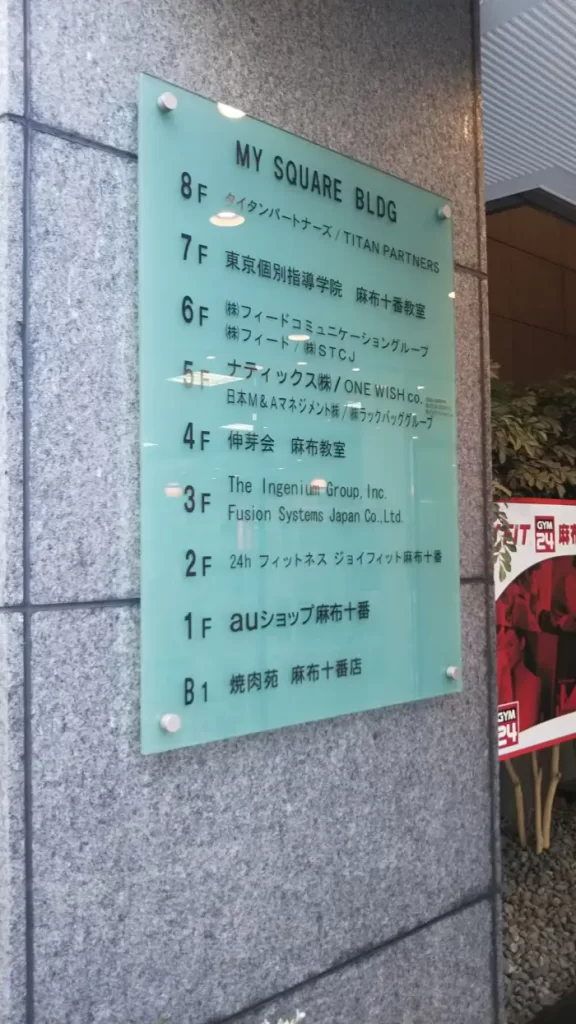 MY SQUARE BLDG
8F タイタンパートナーズ / TITAN PARTNERS
7F 東京個別指導学院 麻布十番教室
6F ㈱フィードコミュニケーショングループ
㈱フィード / ㈱STCJ
5F ナティックス㈱ / ONE WISH co.
日本M&Aマネジメント㈱ / ㈱ラックバッググループ
4F 伸芽会 麻布教室
3F The Ingenium Group, Inc.
Fusion Systems Japan Co.,Ltd.
2F 24h フィットネス ジョイフィット麻布十番
1F auショップ麻布十番
B1 焼肉苑 麻布十番店
GYM
24
麻布
GYM
24